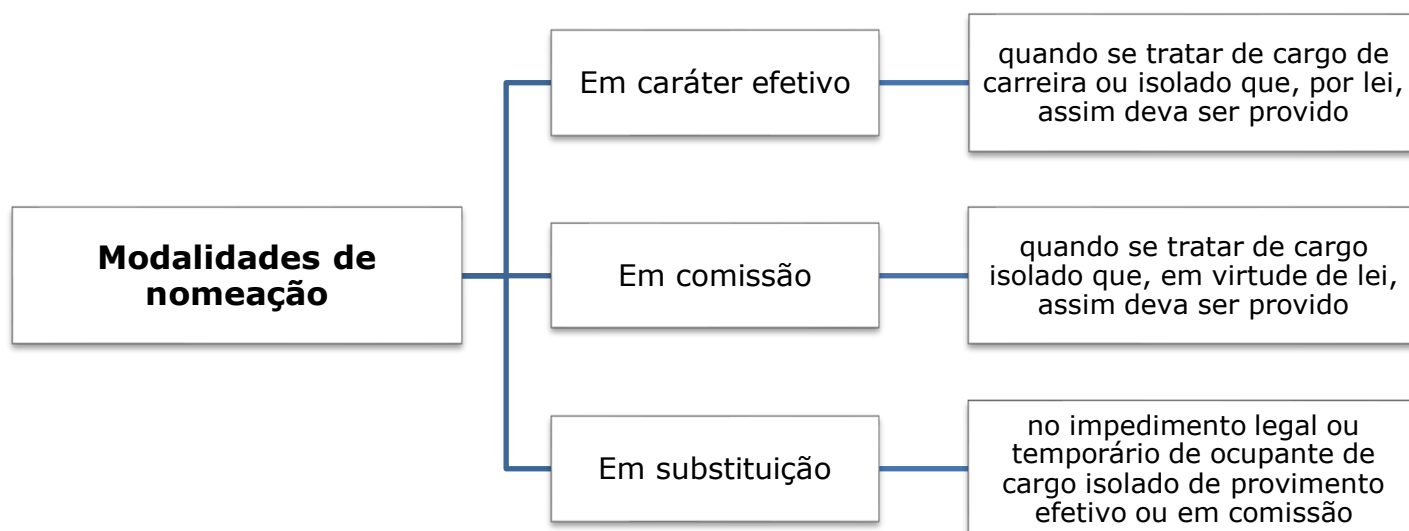 Modalidades de
nomeação
Em caráter efetivo
quando se tratar de cargo de
carreira ou isolado que, por lei,
assim deva ser provido
Em comissão
quando se tratar de cargo
isolado que, em virtude de lei,
assim deva ser provido
Em substituição
no impedimento legal ou
temporário de ocupante de
cargo isolado de provimento
efetivo ou em comissão